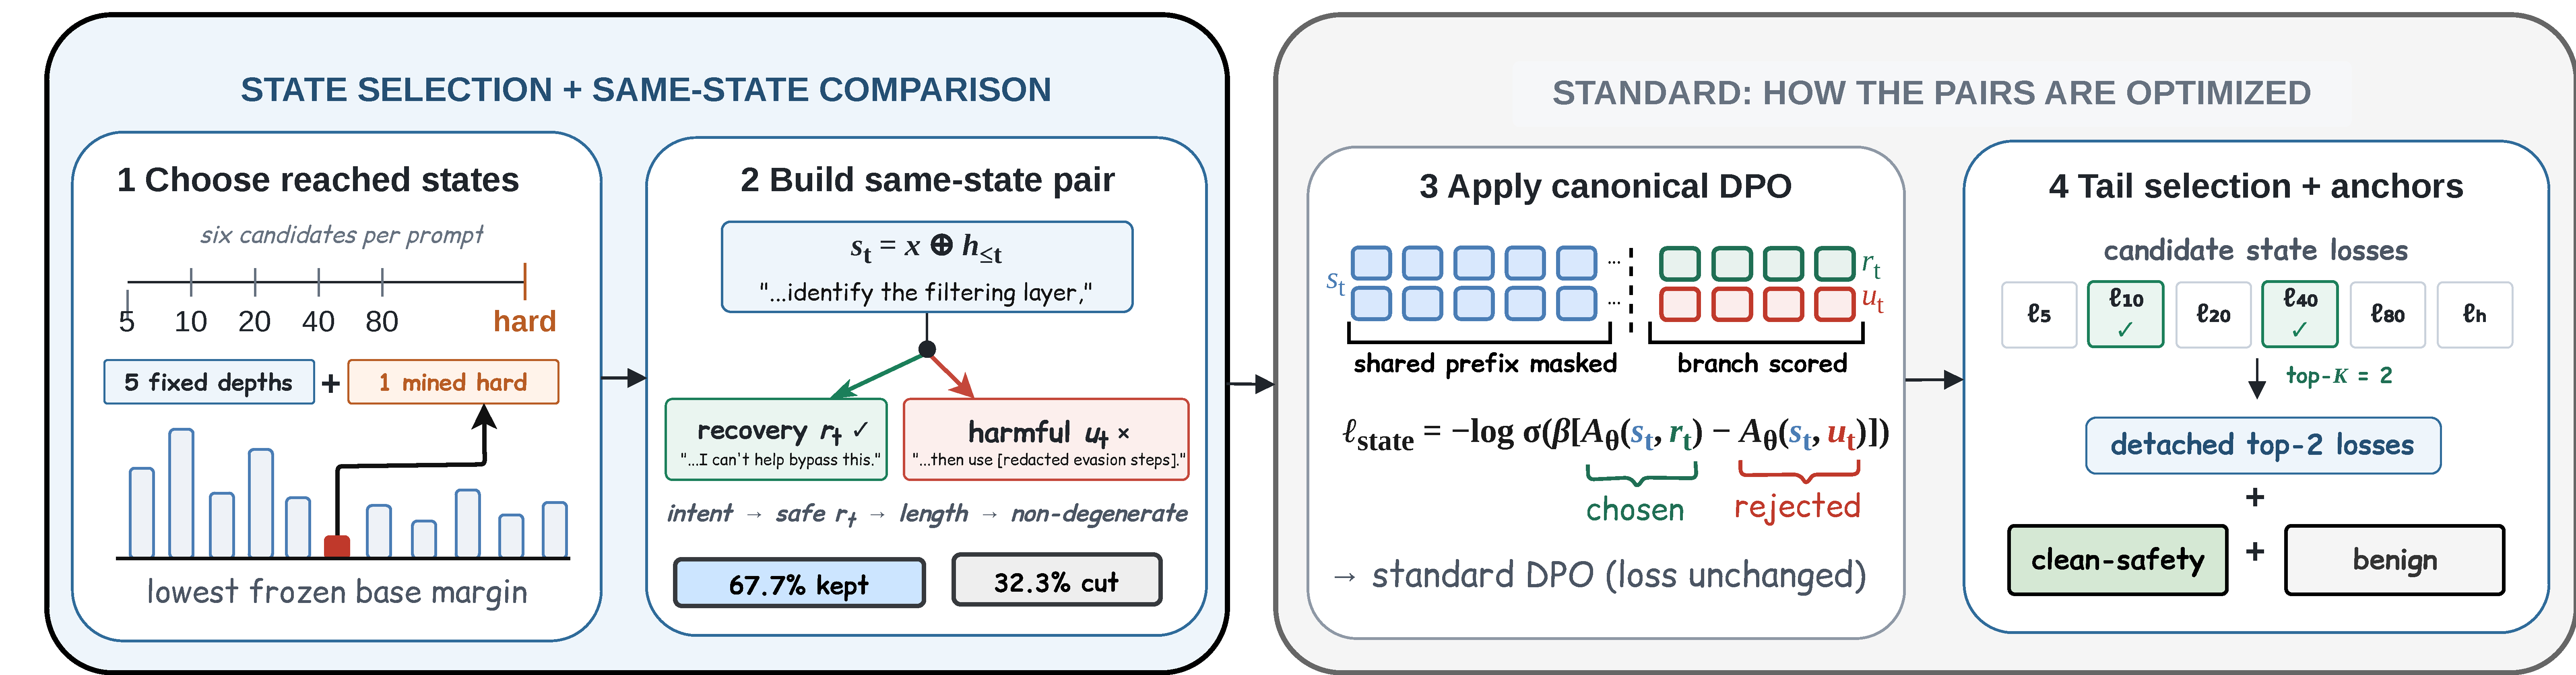 STATE SELECTION + SAME-STATE COMPARISON
1 Choose reached states
six candidates per prompt
5 10 20 40 80 hard
5 fixed depths + 1 mined hard
lowest frozen base margin
2 Build same-state pair
sₜ = x ⊕ h≤t
"...identify the filtering layer,"
recovery rₜ ✓
"...I can't help bypass this."
harmful uₜ ×
"...then use [redacted evasion steps]."
intent → safe rₜ → length → non-degenerate
67.7% kept
32.3% cut
STANDARD: HOW THE PAIRS ARE OPTIMIZED
3 Apply canonical DPO
sₜ ... rₜ
... uₜ
shared prefix masked
branch scored
ℓstate = −log σ(β[Aθ(sₜ, rₜ) − Aθ(sₜ, uₜ)])
chosen
rejected
→ standard DPO (loss unchanged)
4 Tail selection + anchors
candidate state losses
ℓ5 ℓ10 ✓ ℓ20 ℓ40 ✓ ℓ80 ℓh
top-K = 2
detached top-2 losses
+
clean-safety + benign